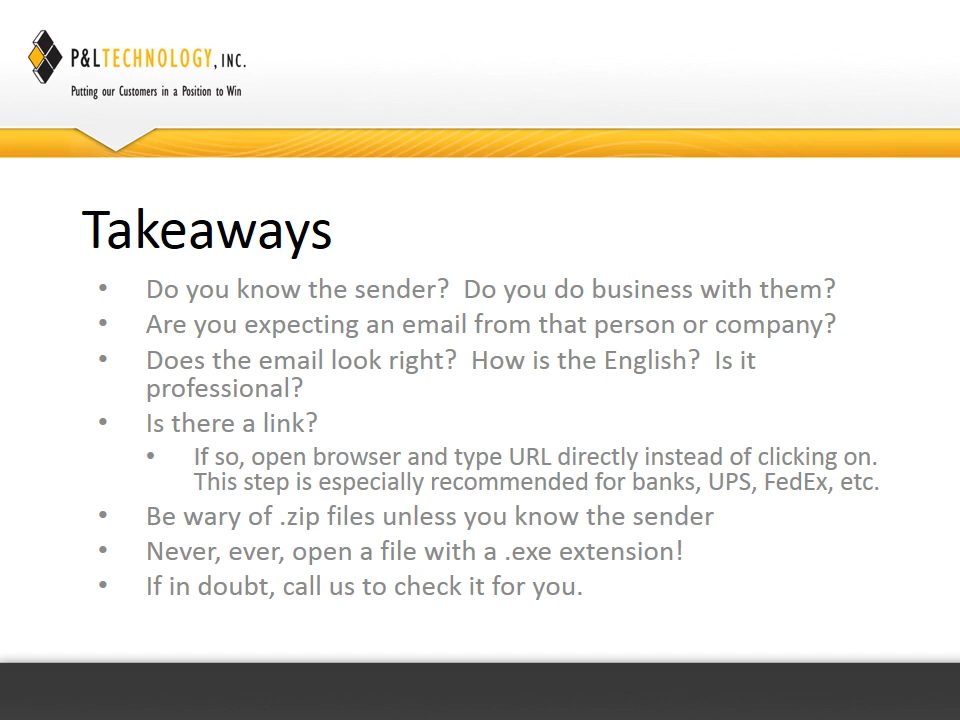 P&LTECHNOLOGY, INC.
Putting our Customers in a Position to Win
Takeaways
• Do you know the sender?  Do you do business with them?
• Are you expecting an email from that person or company?
• Does the email look right?  How is the English?  Is it
professional?
• Is there a link?
• If so, open browser and type URL directly instead of clicking on.
This step is especially recommended for banks, UPS, FedEx, etc.
• Be wary of .zip files unless you know the sender
• Never, ever, open a file with a .exe extension!
• If in doubt, call us to check it for you.